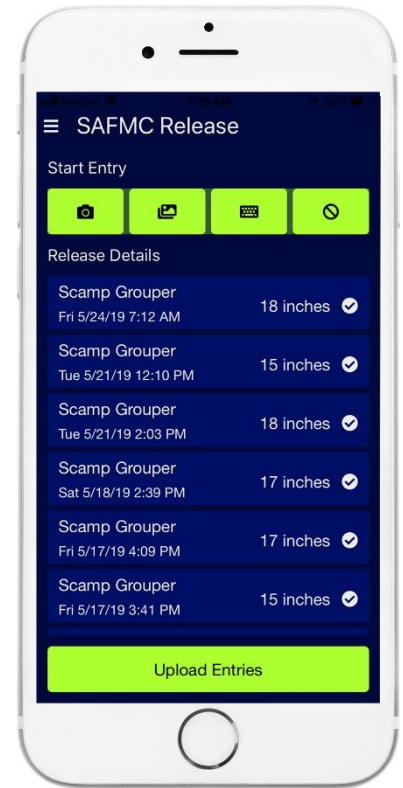 SAFMC Release
Start Entry
Release Details
Scamp Grouper
Fri 5/24/19 7:12 AM
18 inches
Scamp Grouper
Tue 5/21/19 12:10 PM
15 inches
Scamp Grouper
Tue 5/21/19 2:03 PM
18 inches
Scamp Grouper
Sat 5/18/19 2:39 PM
17 inches
Scamp Grouper
Fri 5/17/19 4:09 PM
17 inches
Scamp Grouper
Fri 5/17/19 3:41 PM
15 inches
Upload Entries